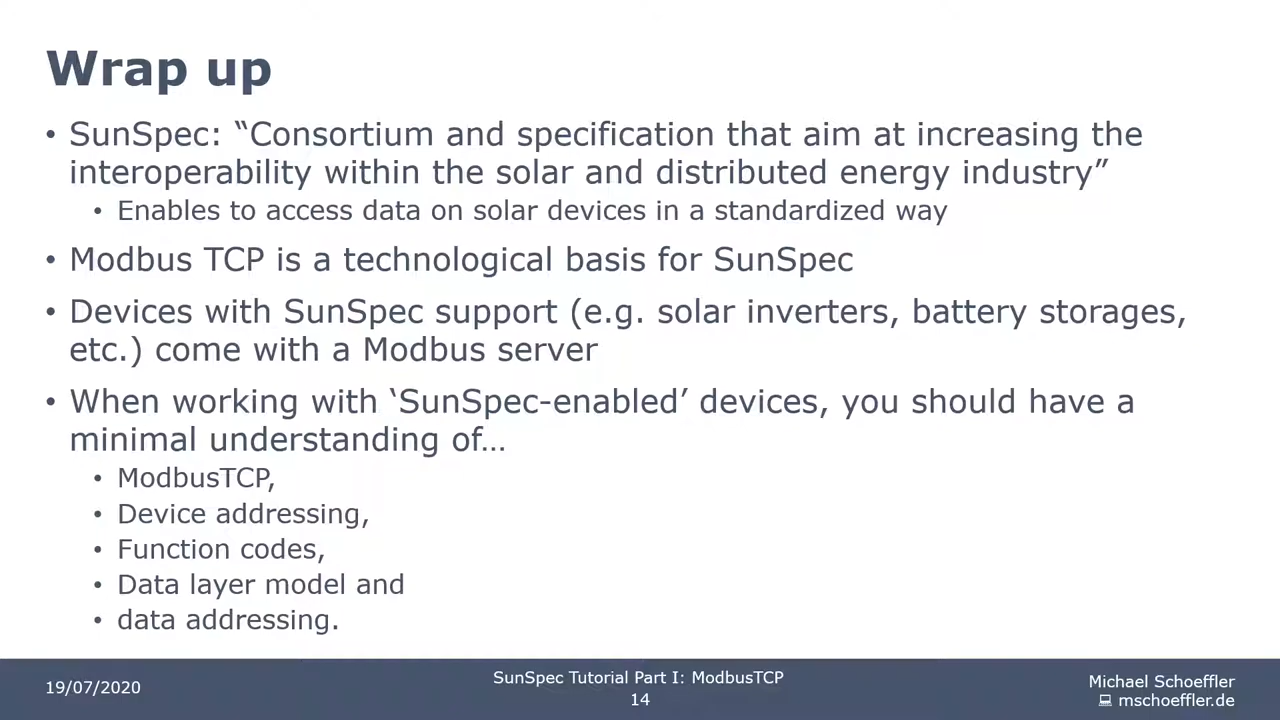 Wrap up
• SunSpec: “Consortium and specification that aim at increasing the
interoperability within the solar and distributed energy industry”
• Enables to access data on solar devices in a standardized way
• Modbus TCP is a technological basis for SunSpec
• Devices with SunSpec support (e.g. solar inverters, battery storages,
etc.) come with a Modbus server
• When working with ‘SunSpec-enabled’ devices, you should have a
minimal understanding of…
• ModbusTCP,
• Device addressing,
• Function codes,
• Data layer model and
• data addressing.
19/07/2020
SunSpec Tutorial Part I: ModbusTCP
14
Michael Schoeffler
💻 mschoeffler.de